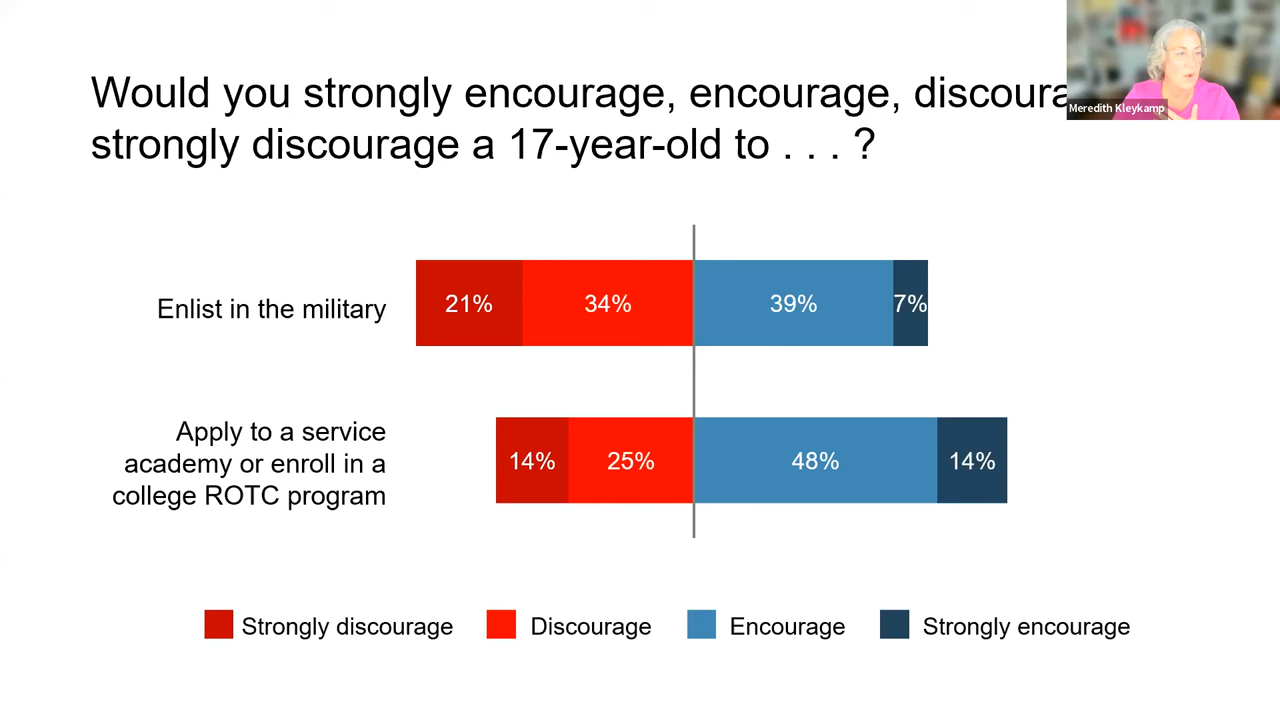 Would you strongly encourage, encourage, discoura
strongly discourage a 17-year-old to . . . ?
Meredith Kleykamp
Enlist in the military
21% 34% 39% 7%
Apply to a service
academy or enroll in a
college ROTC program
14% 25% 48% 14%
Strongly discourage Discourage Encourage Strongly encourage